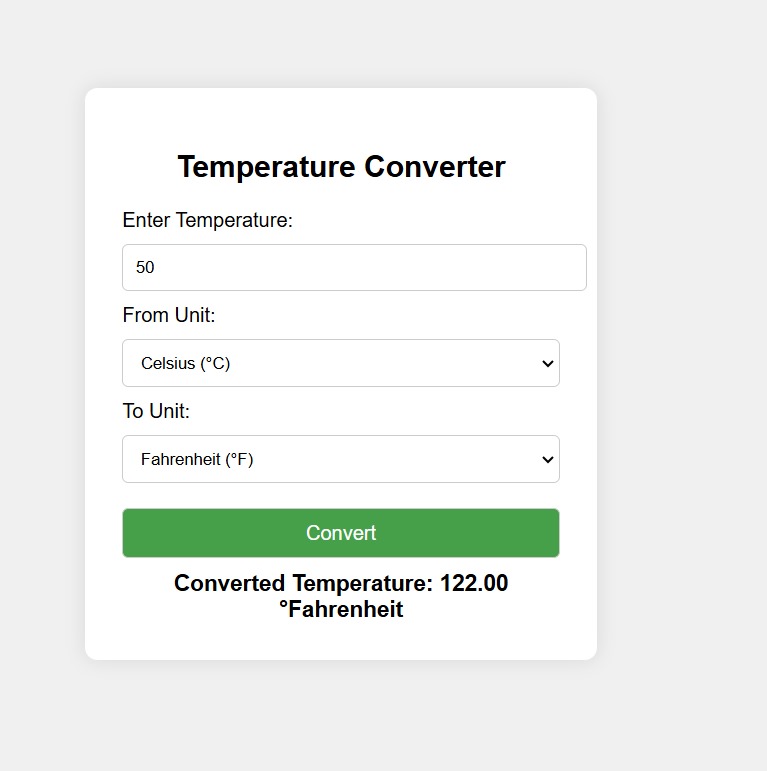 Temperature Converter
Enter Temperature:
50
From Unit:
Celsius (°C)
To Unit:
Fahrenheit (°F)
Convert
Converted Temperature: 122.00
°Fahrenheit